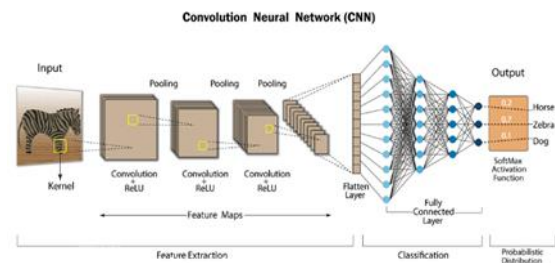 Convolution Neural Network (CNN)
Input
Pooling
Pooling
Pooling
Output
0.2
0.7
0.1
Horse
Zebra
Dog
SoftMax
Activation
Function
Kernel
Convolution
+
ReLU
Convolution
+
ReLU
Convolution
+
ReLU
Flatten
Layer
Fully
Connected
Layer
Feature Maps
Feature Extraction
Classification
Probabilistic
Distribution